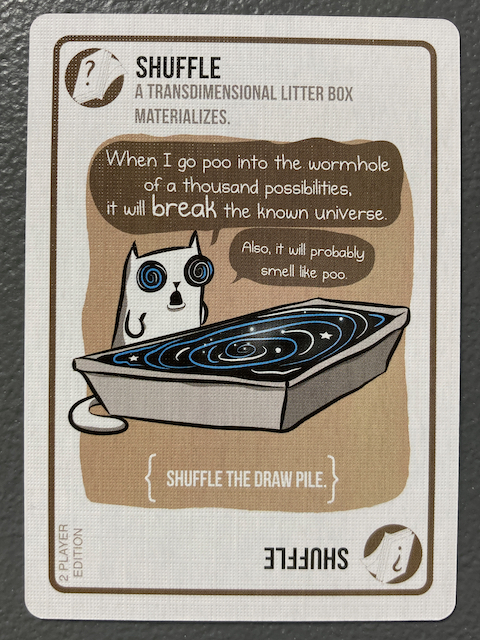 ?
SHUFFLE
A TRANSDIMENSIONAL LITTER BOX
MATERIALIZES.
When I go poo into the wormhole
of a thousand possibilities,
it will break the known universe.
Also, it will probably
smell like poo.
{ SHUFFLE THE DRAW PILE. }
2 PLAYER
EDITION
SHUFFLE
?